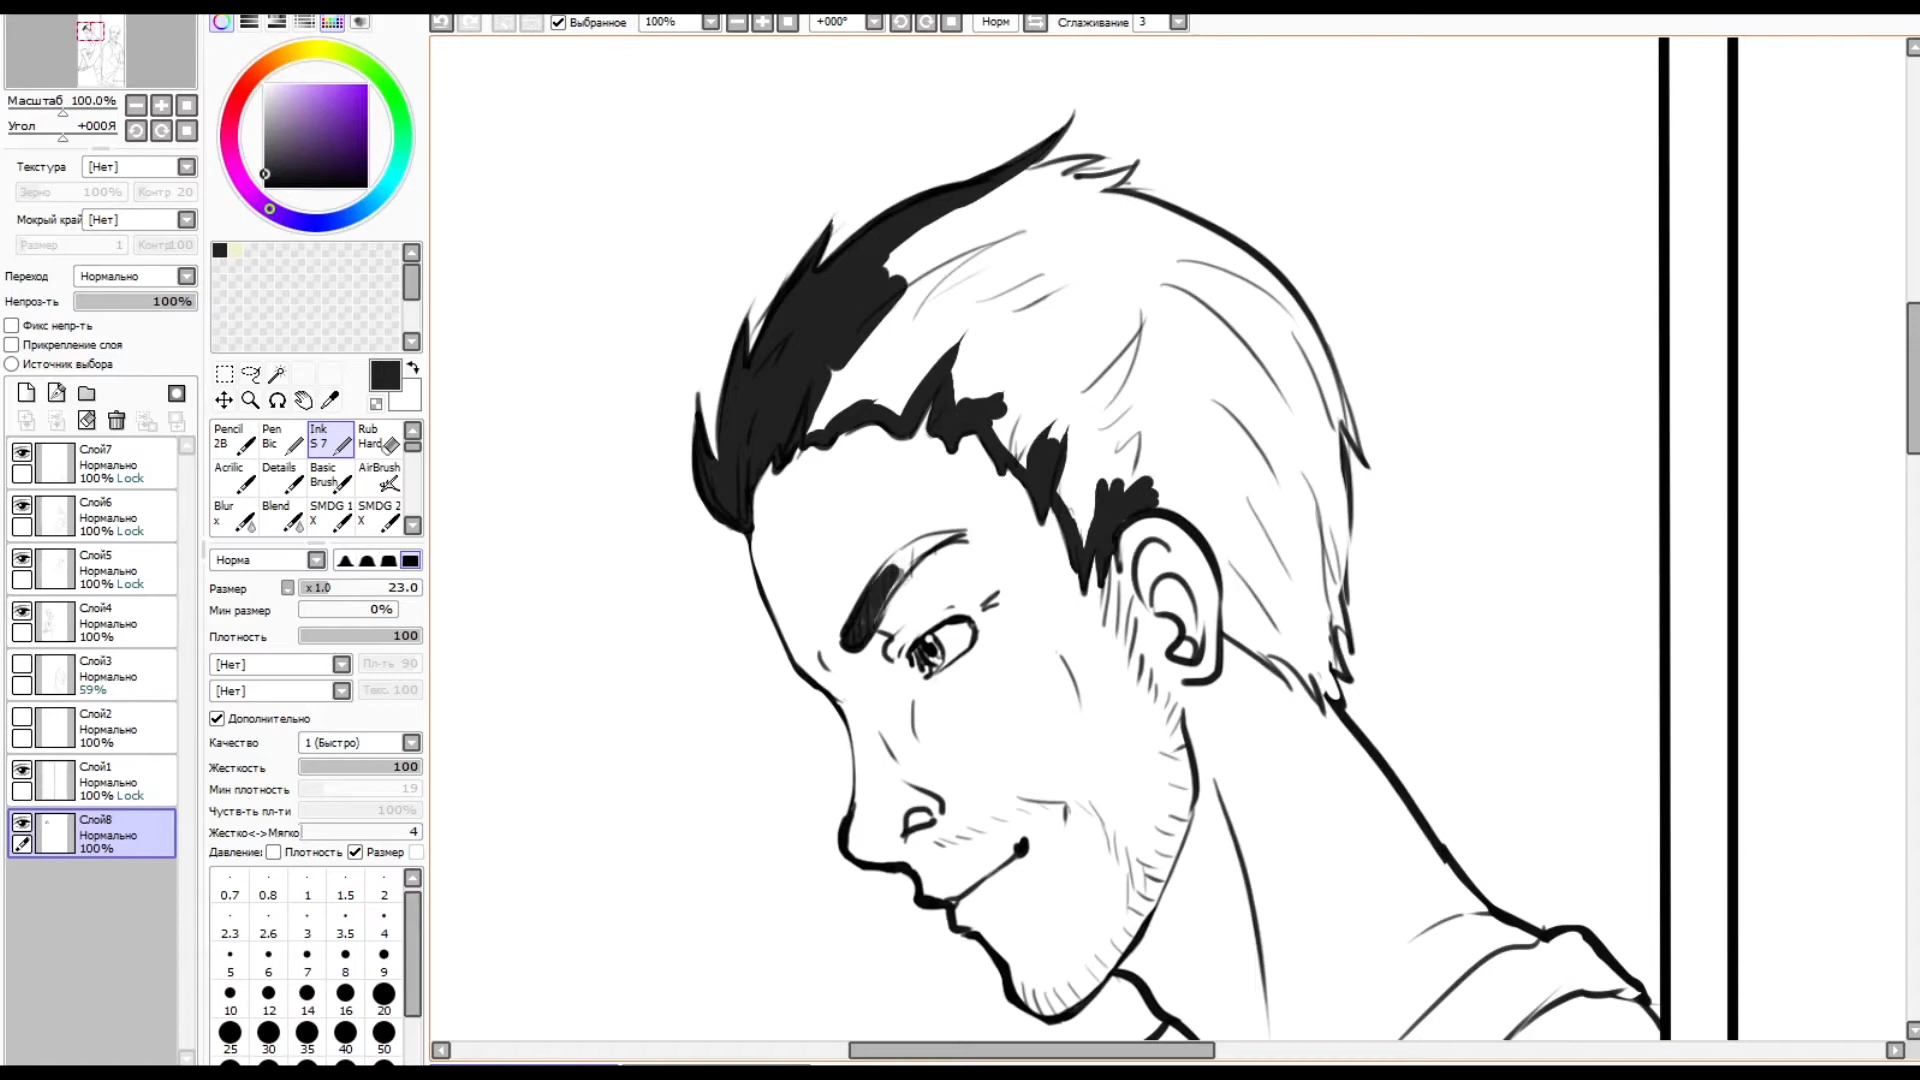 Выбранное 100% +000° Норм Сглаживание 3
Масштаб 100.0%
Угол +000Я
Текстура [Нет]
Зерно 100% Контр 20
Мокрый край [Нет]
Размер 1 Контр 100
Переход Нормально
Непроз-ть 100%
Фикс непр-ть
Прикрепление слоя
Источник выбора
Слой7
Нормально
100% Lock
Слой6
Нормально
100% Lock
Слой5
Нормально
100% Lock
Слой4
Нормально
100%
Слой3
Нормально
59%
Слой2
Нормально
100%
Слой1
Нормально
100% Lock
Слой8
Нормально
100%
Pencil Pen Ink Rub
2B Bic S 7 Hard
Acrilic Details Basic AirBrush
Brush
Blur Blend SMDG 1 SMDG 2
x X X
Норма
Размер x 1.0 23.0
Мин размер 0%
Плотность 100
[Нет] Пл-ть 90
[Нет] Текс. 100
Дополнительно
Качество 1 (Быстро)
Жесткость 100
Мин плотность 19
Чуств-ть пл-ти 100%
Жестко<->Мягко 4
Давление: Плотность Размер
0.7 0.8 1 1.5 2
2.3 2.6 3 3.5 4
5 6 7 8 9
10 12 14 16 20
25 30 35 40 50